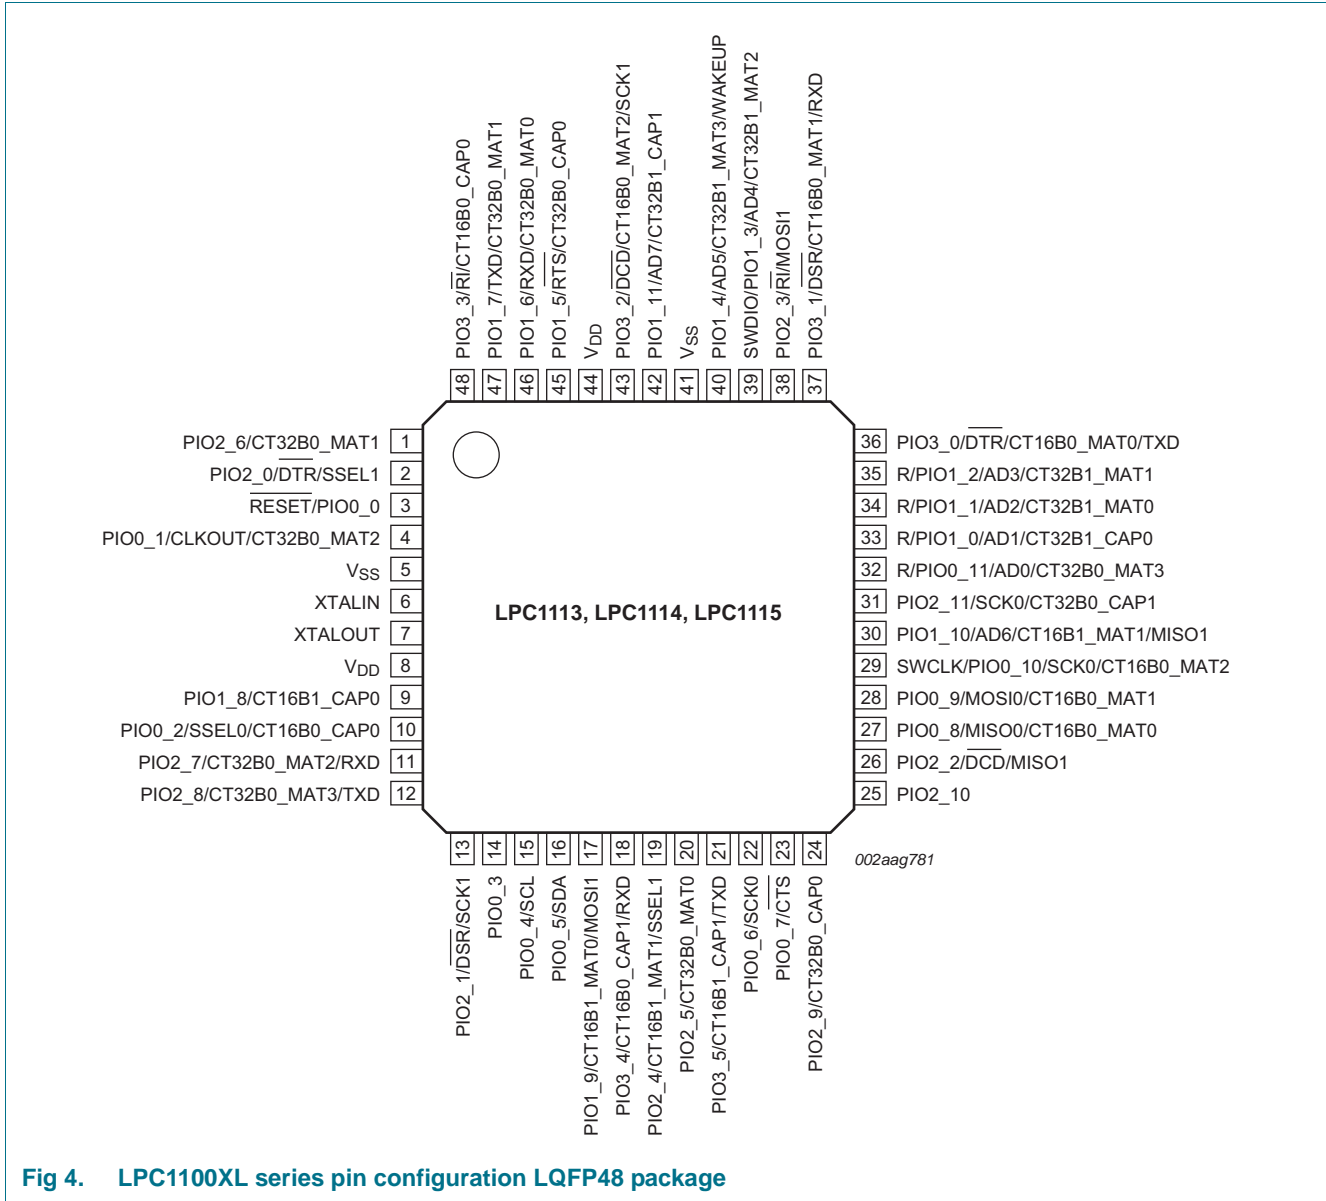 48 PIO3_3/RI/CT16B0_CAP0
47 PIO1_7/TXD/CT32B0_MAT1
46 PIO1_6/RXD/CT32B0_MAT0
45 PIO1_5/RTS/CT32B0_CAP0
44 VDD
43 PIO3_2/DCD/CT16B0_MAT2/SCK1
42 PIO1_11/AD7/CT32B1_CAP1
41 VSS
40 PIO1_4/AD5/CT32B1_MAT3/WAKEUP
39 SWDIO/PIO1_3/AD4/CT32B1_MAT2
38 PIO2_3/RI/MOSI1
37 PIO3_1/DSR/CT16B0_MAT1/RXD
PIO2_6/CT32B0_MAT1 1
PIO2_0/DTR/SSEL1 2
RESET/PIO0_0 3
PIO0_1/CLKOUT/CT32B0_MAT2 4
VSS 5
XTALIN 6
XTALOUT 7
VDD 8
PIO1_8/CT16B1_CAP0 9
PIO0_2/SSEL0/CT16B0_CAP0 10
PIO2_7/CT32B0_MAT2/RXD 11
PIO2_8/CT32B0_MAT3/TXD 12
LPC1113, LPC1114, LPC1115
36 PIO3_0/DTR/CT16B0_MAT0/TXD
35 R/PIO1_2/AD3/CT32B1_MAT1
34 R/PIO1_1/AD2/CT32B1_MAT0
33 R/PIO1_0/AD1/CT32B1_CAP0
32 R/PIO0_11/AD0/CT32B0_MAT3
31 PIO2_11/SCK0/CT32B0_CAP1
30 PIO1_10/AD6/CT16B1_MAT1/MISO1
29 SWCLK/PIO0_10/SCK0/CT16B0_MAT2
28 PIO0_9/MOSI0/CT16B0_MAT1
27 PIO0_8/MISO0/CT16B0_MAT0
26 PIO2_2/DCD/MISO1
25 PIO2_10
13 PIO2_1/DSR/SCK1
14 PIO0_3
15 PIO0_4/SCL
16 PIO0_5/SDA
17 PIO1_9/CT16B1_MAT0/MOSI1
18 PIO3_4/CT16B0_CAP1/RXD
19 PIO2_4/CT16B1_MAT1/SSEL1
20 PIO2_5/CT32B0_MAT0
21 PIO3_5/CT16B1_CAP1/TXD
22 PIO0_6/SCK0
23 PIO0_7/CTS
24 PIO2_9/CT32B0_CAP0
002aag781
Fig 4. LPC1100XL series pin configuration LQFP48 package